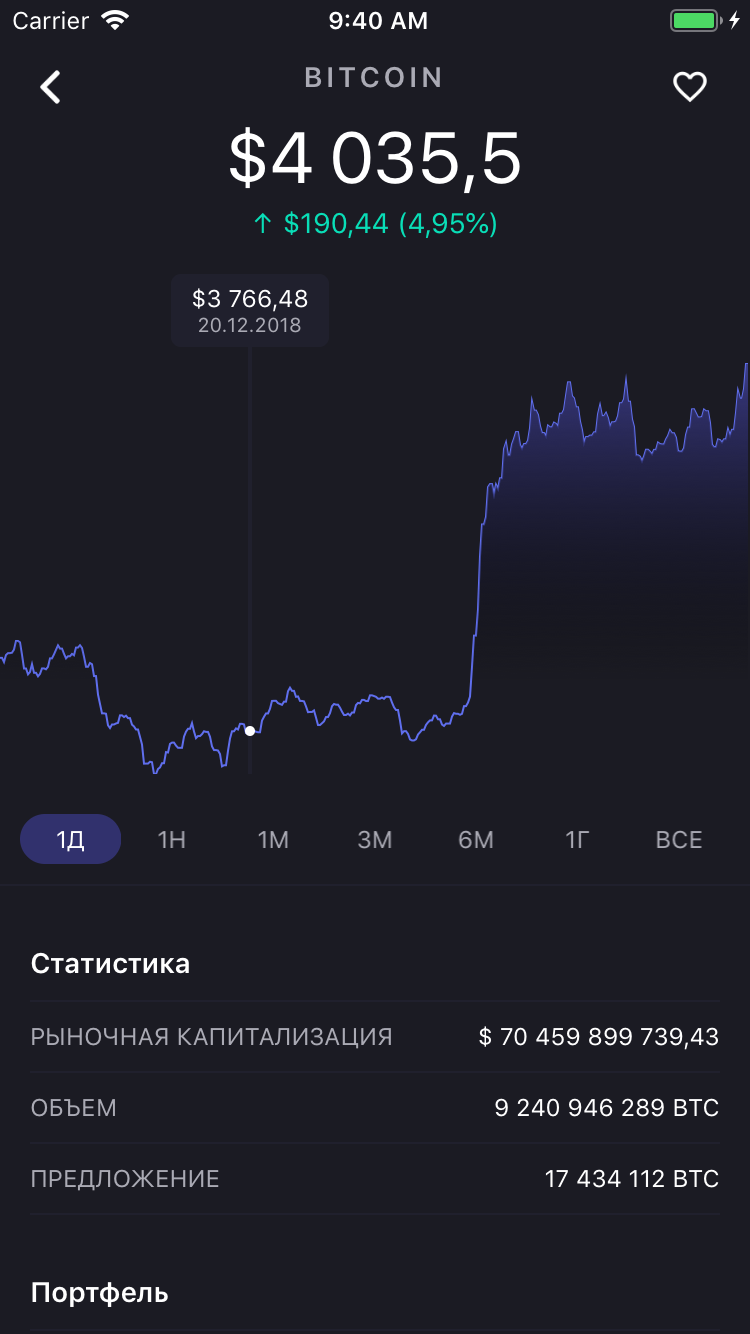 Carrier 9:40 AM
BITCOIN
$4 035,5
↑ $190,44 (4,95%)
$3 766,48
20.12.2018
1Д 1Н 1М 3М 6М 1Г ВСЕ
Статистика
РЫНОЧНАЯ КАПИТАЛИЗАЦИЯ $ 70 459 899 739,43
ОБЪЕМ 9 240 946 289 BTC
ПРЕДЛОЖЕНИЕ 17 434 112 BTC
Портфель